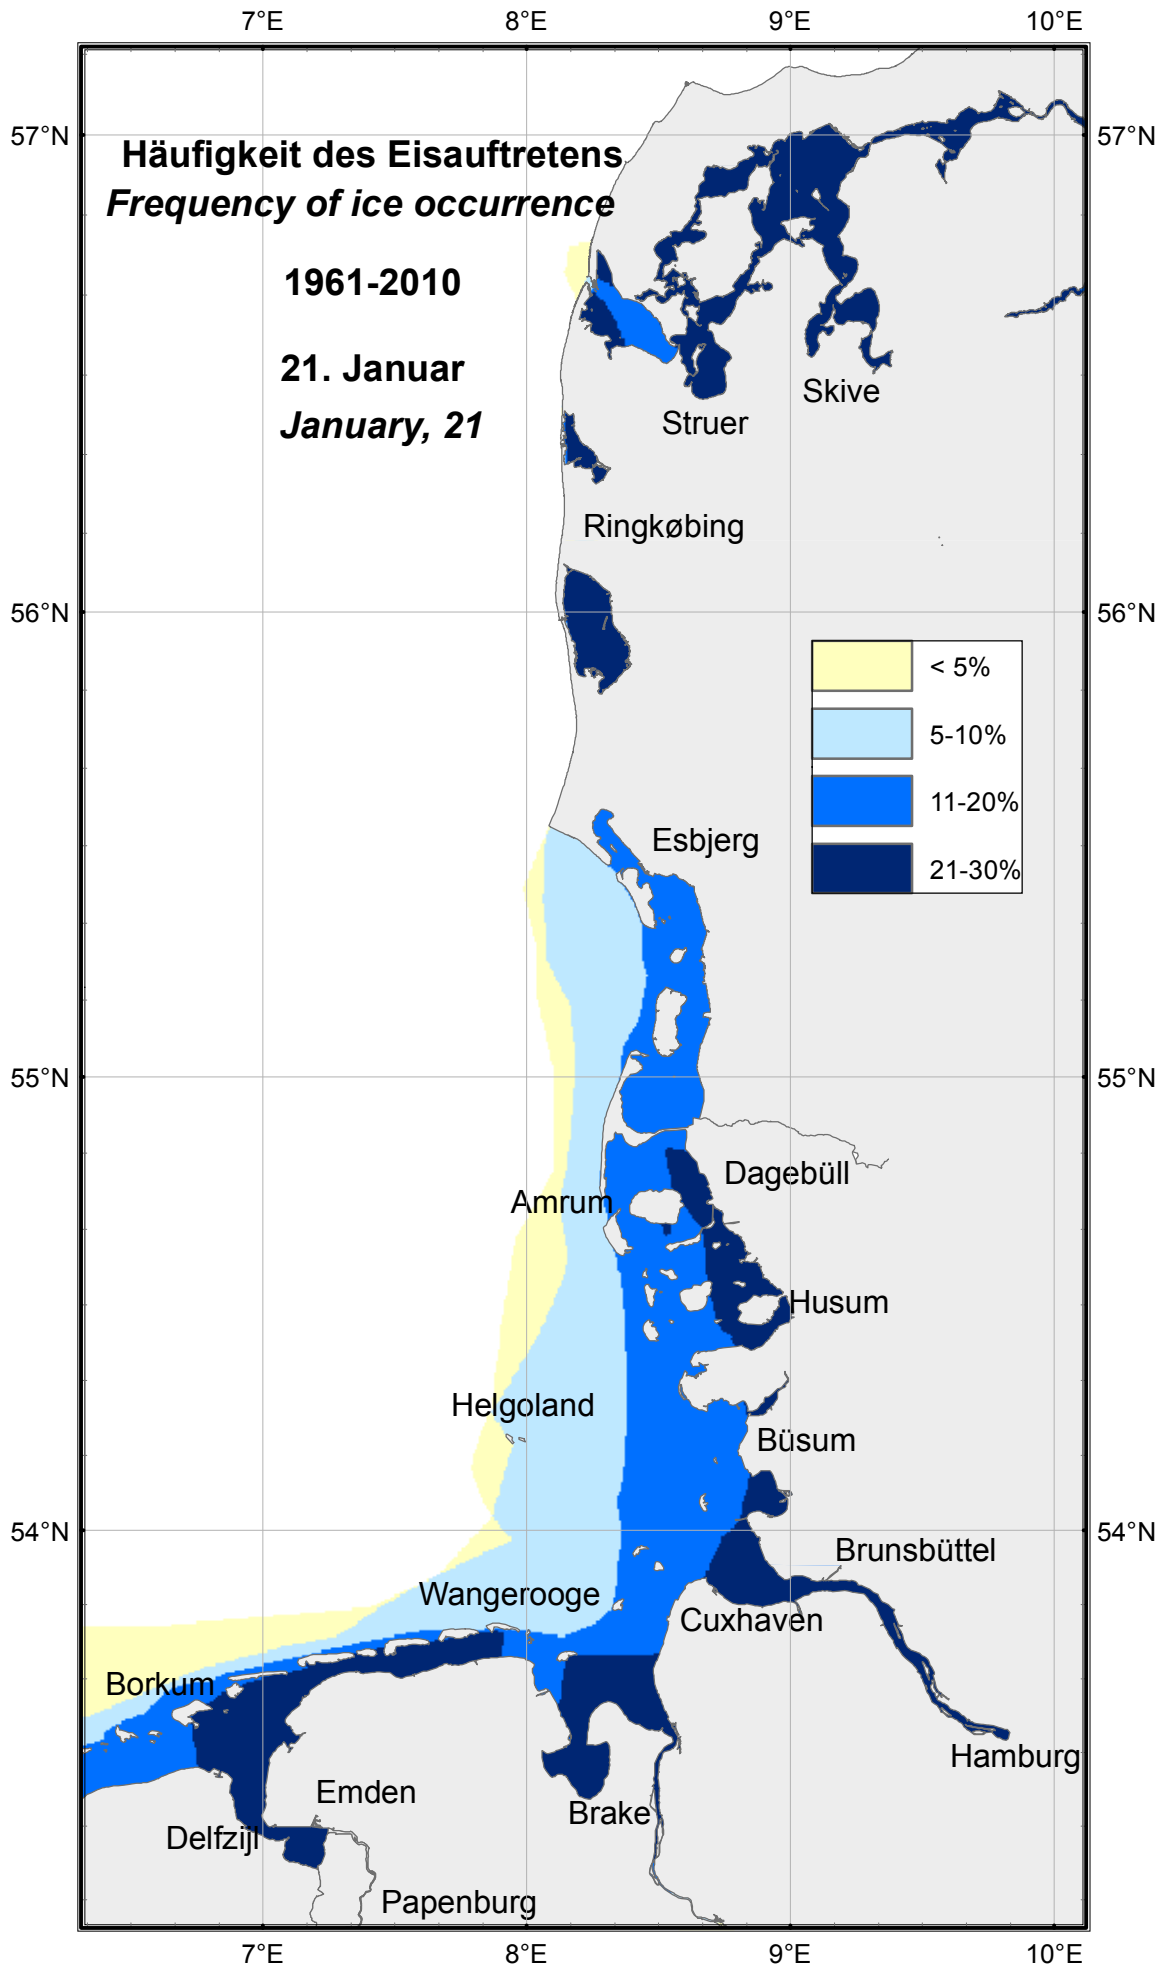 7°E 8°E 9°E 10°E
57°N 57°N
Häufigkeit des Eisauftretens
Frequency of ice occurrence
1961-2010
21. Januar
January, 21
Skive
Struer
Ringkøbing
56°N 56°N
< 5%
5-10%
11-20%
21-30%
Esbjerg
55°N 55°N
Dagebüll
Amrum
Husum
Helgoland
Büsum
54°N 54°N
Brunsbüttel
Wangerooge
Cuxhaven
Borkum
Hamburg
Emden
Brake
Delfzijl
Papenburg
7°E 8°E 9°E 10°E